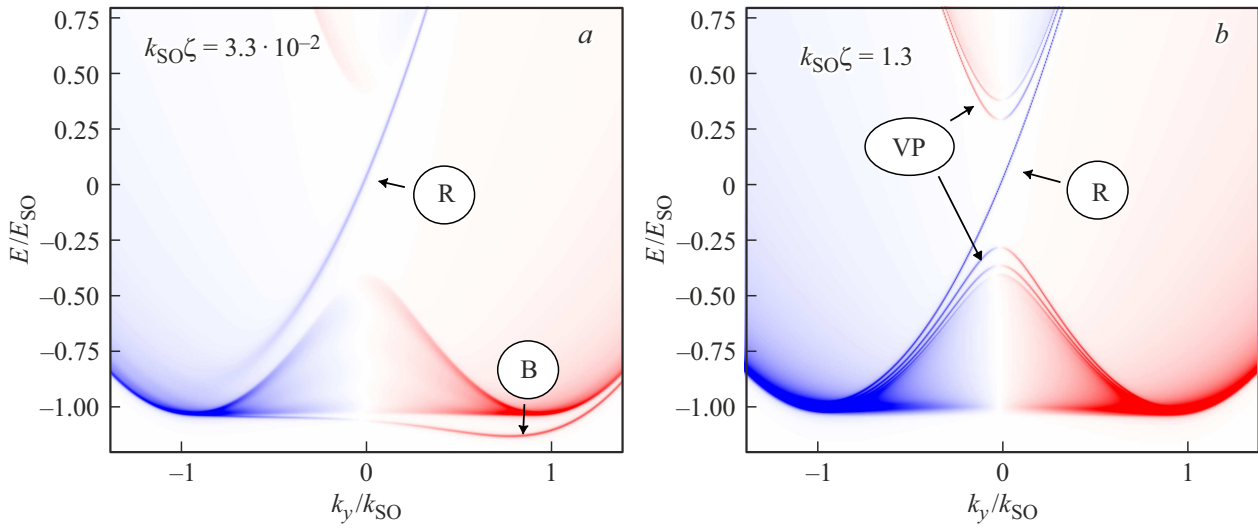 a
k_SO ζ = 3.3 · 10⁻²
0.75
0.50
0.25
0
−0.25
−0.50
−0.75
−1.00
E/E_SO
R
B
−1 0 1
k_y/k_SO
b
k_SO ζ = 1.3
0.75
0.50
0.25
0
−0.25
−0.50
−0.75
−1.00
E/E_SO
VP
R
−1 0 1
k_y/k_SO